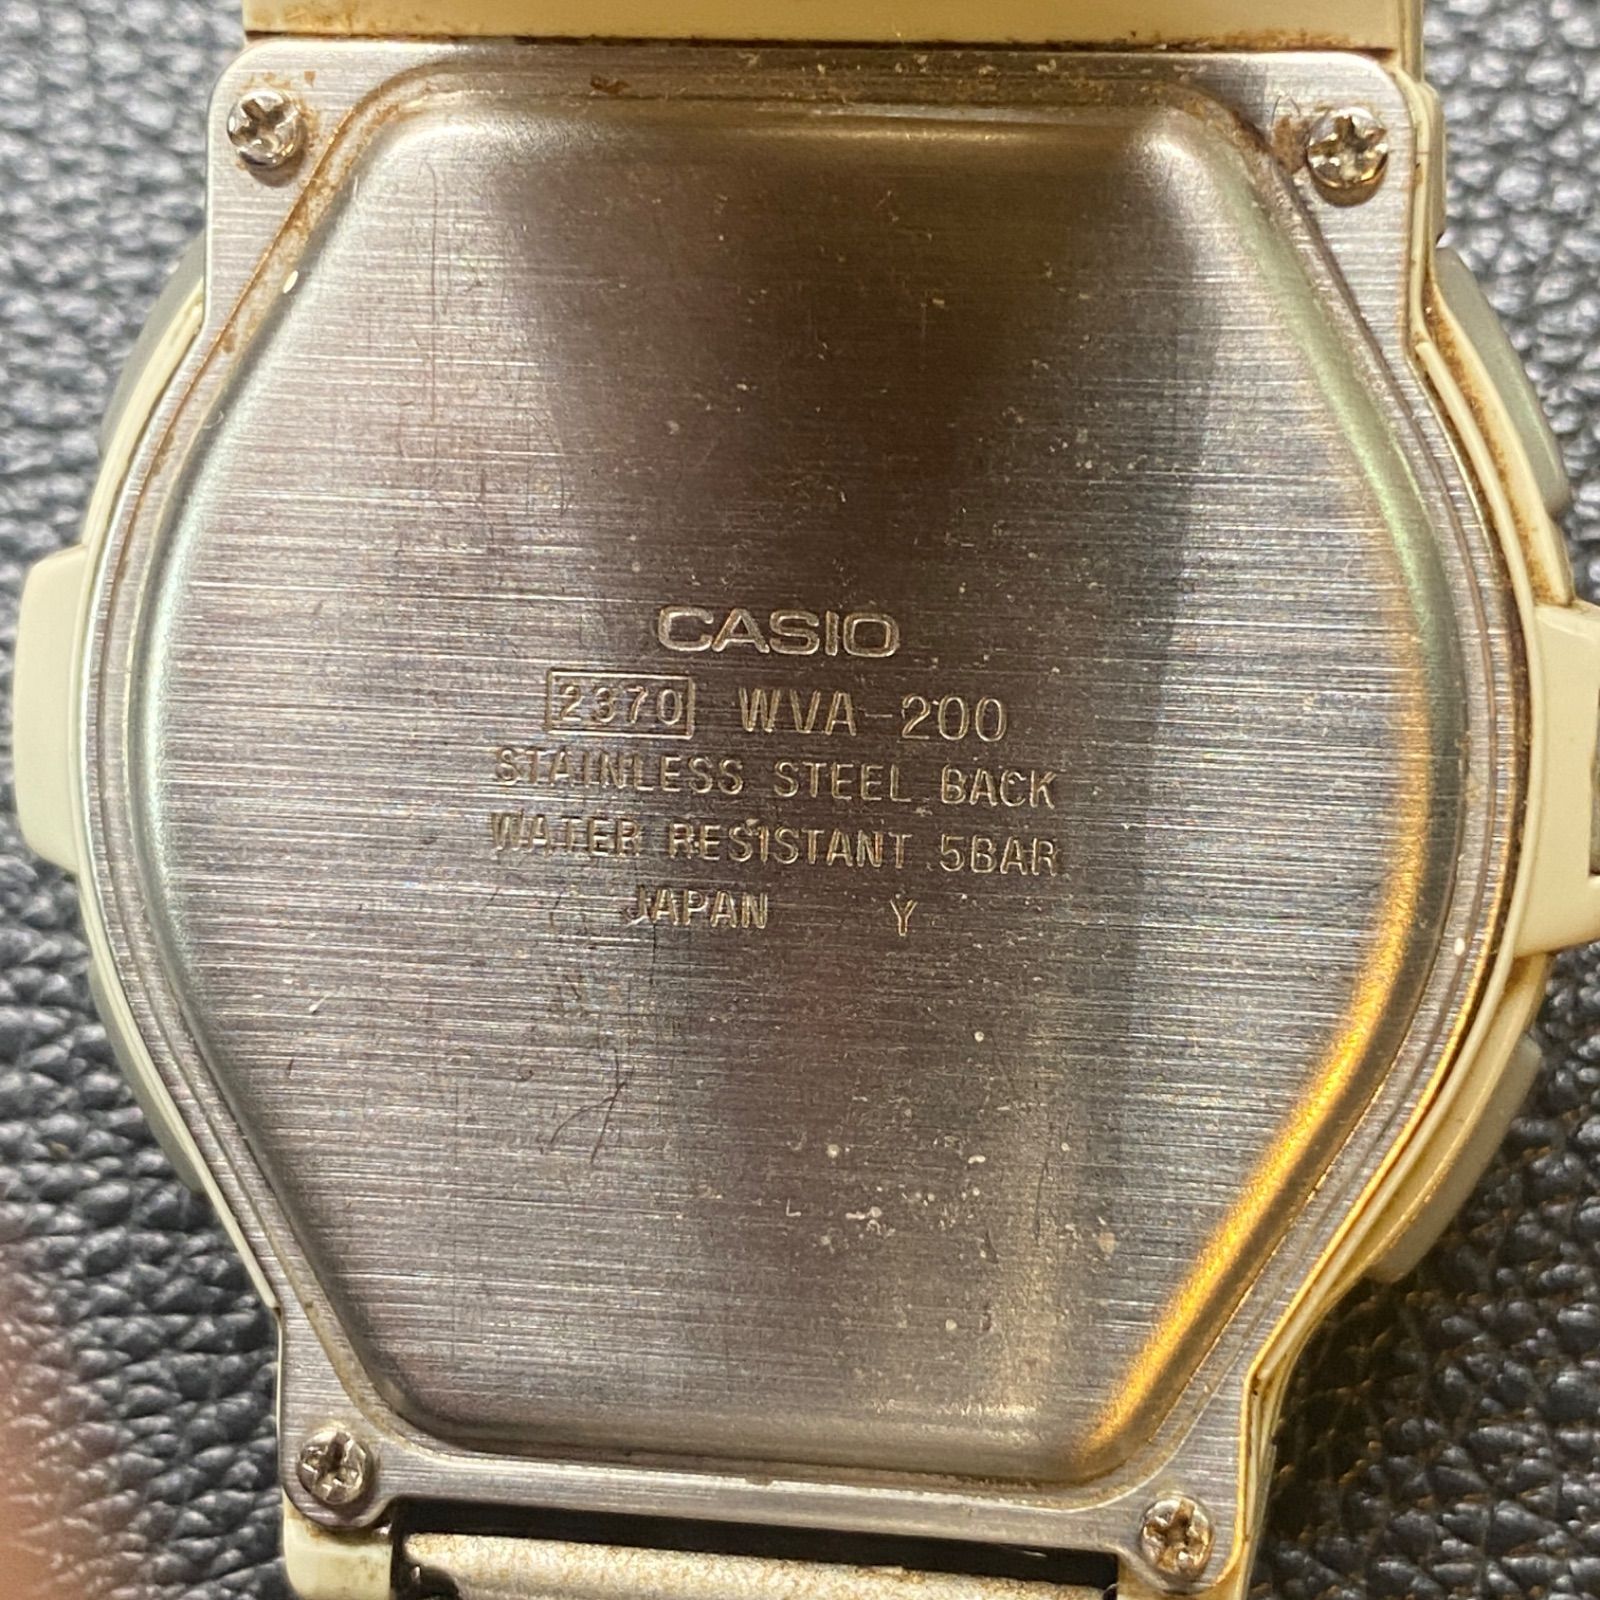 CASIO
2370 WVA-200
STAINLESS STEEL BACK
WATER RESISTANT 5BAR
JAPAN Y